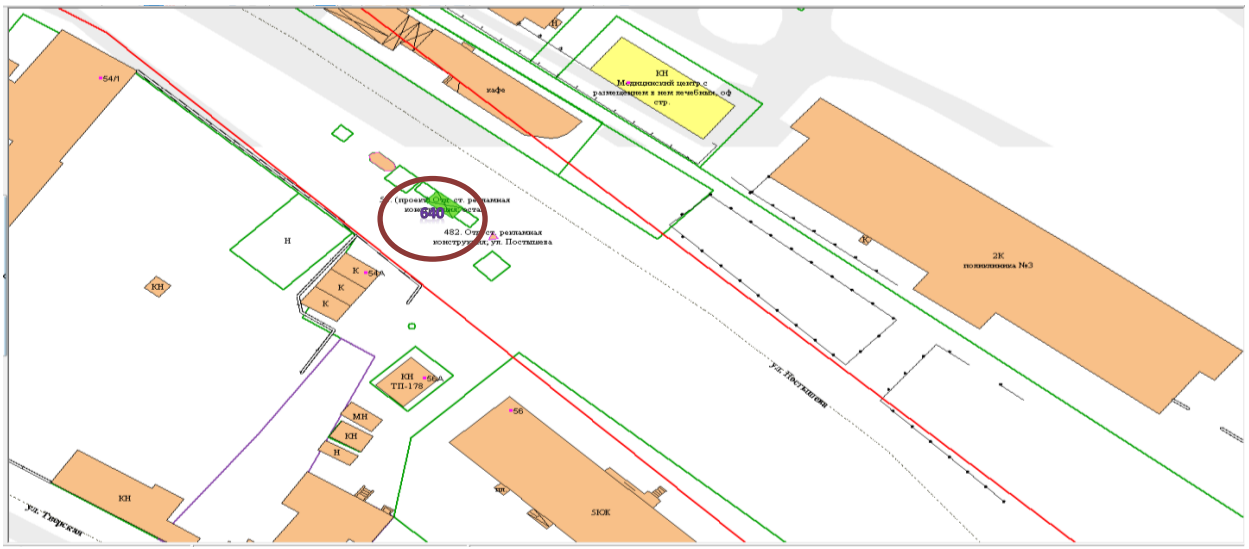 КН
Медицинский центр с
размещением в нем лечебных, оф
стр.
54/1
кафе
(проект) Отд. ст. рекламная
640
482. Отд. ст. рекламная
конструкция, ул. Постышева
Н
К
54А
К
К
КН
К
2К
поликлиника №3
КН
ТП-178
56А
ул. Постышева
56
МН
КН
Н
КН
5КЖ
ул. Тверская